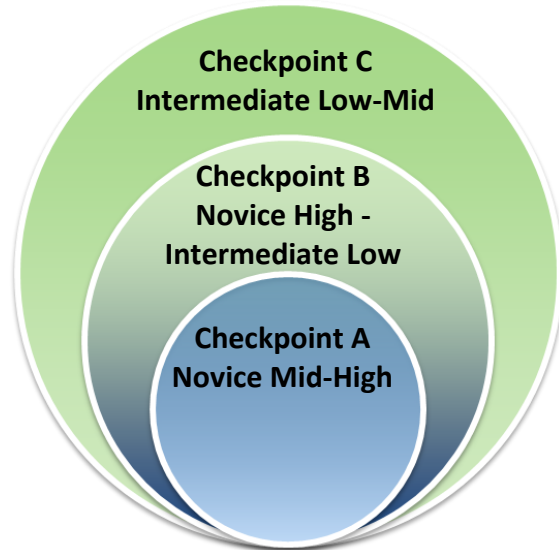 Checkpoint C
Intermediate Low-Mid
Checkpoint B
Novice High -
Intermediate Low
Checkpoint A
Novice Mid-High